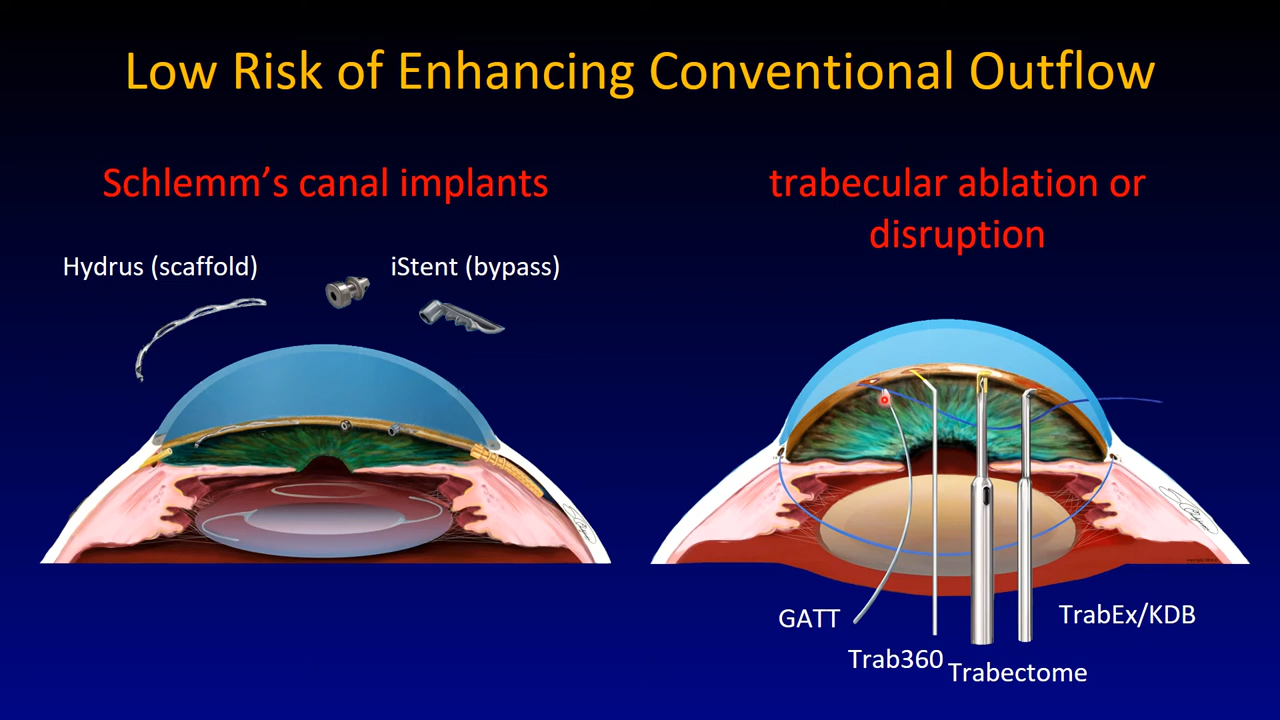 Low Risk of Enhancing Conventional Outflow
Schlemm’s canal implants
Hydrus (scaffold)
iStent (bypass)
trabecular ablation or
disruption
GATT
Trab360
Trabectome
TrabEx/KDB